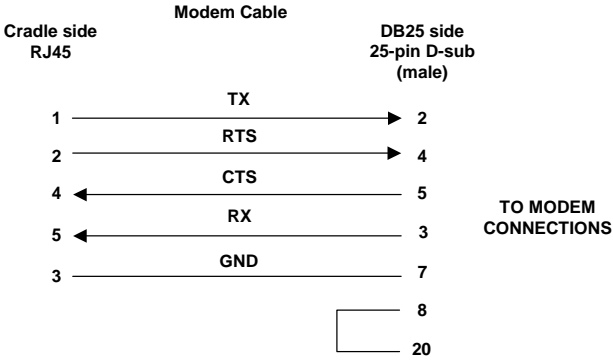 Modem Cable
Cradle side
RJ45
DB25 side
25-pin D-sub
(male)
1 TX 2
2 RTS 4
4 CTS 5
5 RX 3
3 GND 7
8
20
TO MODEM
CONNECTIONS